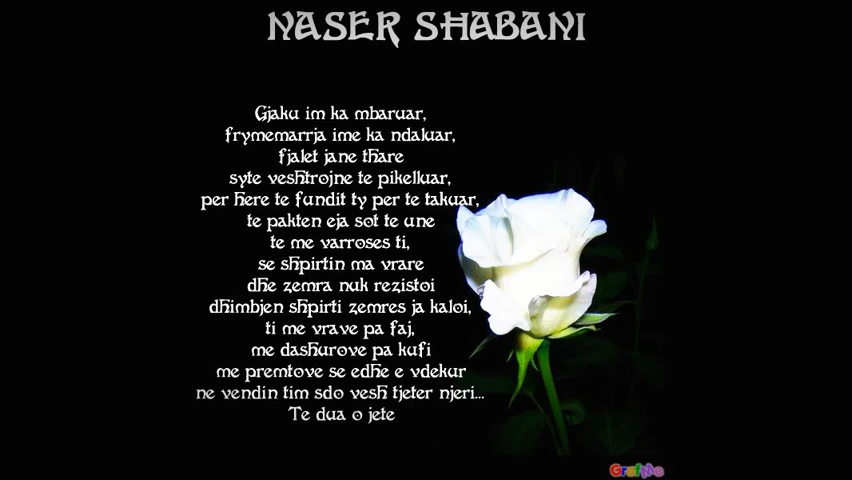 NASER SHABANI
Gjaku im ka mbaruar,
frymemarrja ime ka ndaluar,
fjalet jane thare
syte veshtrojne te pikelluar,
per here te fundit ty per te takuar,
te pakten eja sot te une
te me varroses ti,
se shpirtin ma vrare
dhe zemra nuk rezistoi
dhimbjen shpirti zemres ja kaloi,
ti me vrave pa faj,
me dashurove pa kufi
me premtove se edhe e vdekur
ne vendin tim sdo vesh tjeter njeri...
Te dua o jete